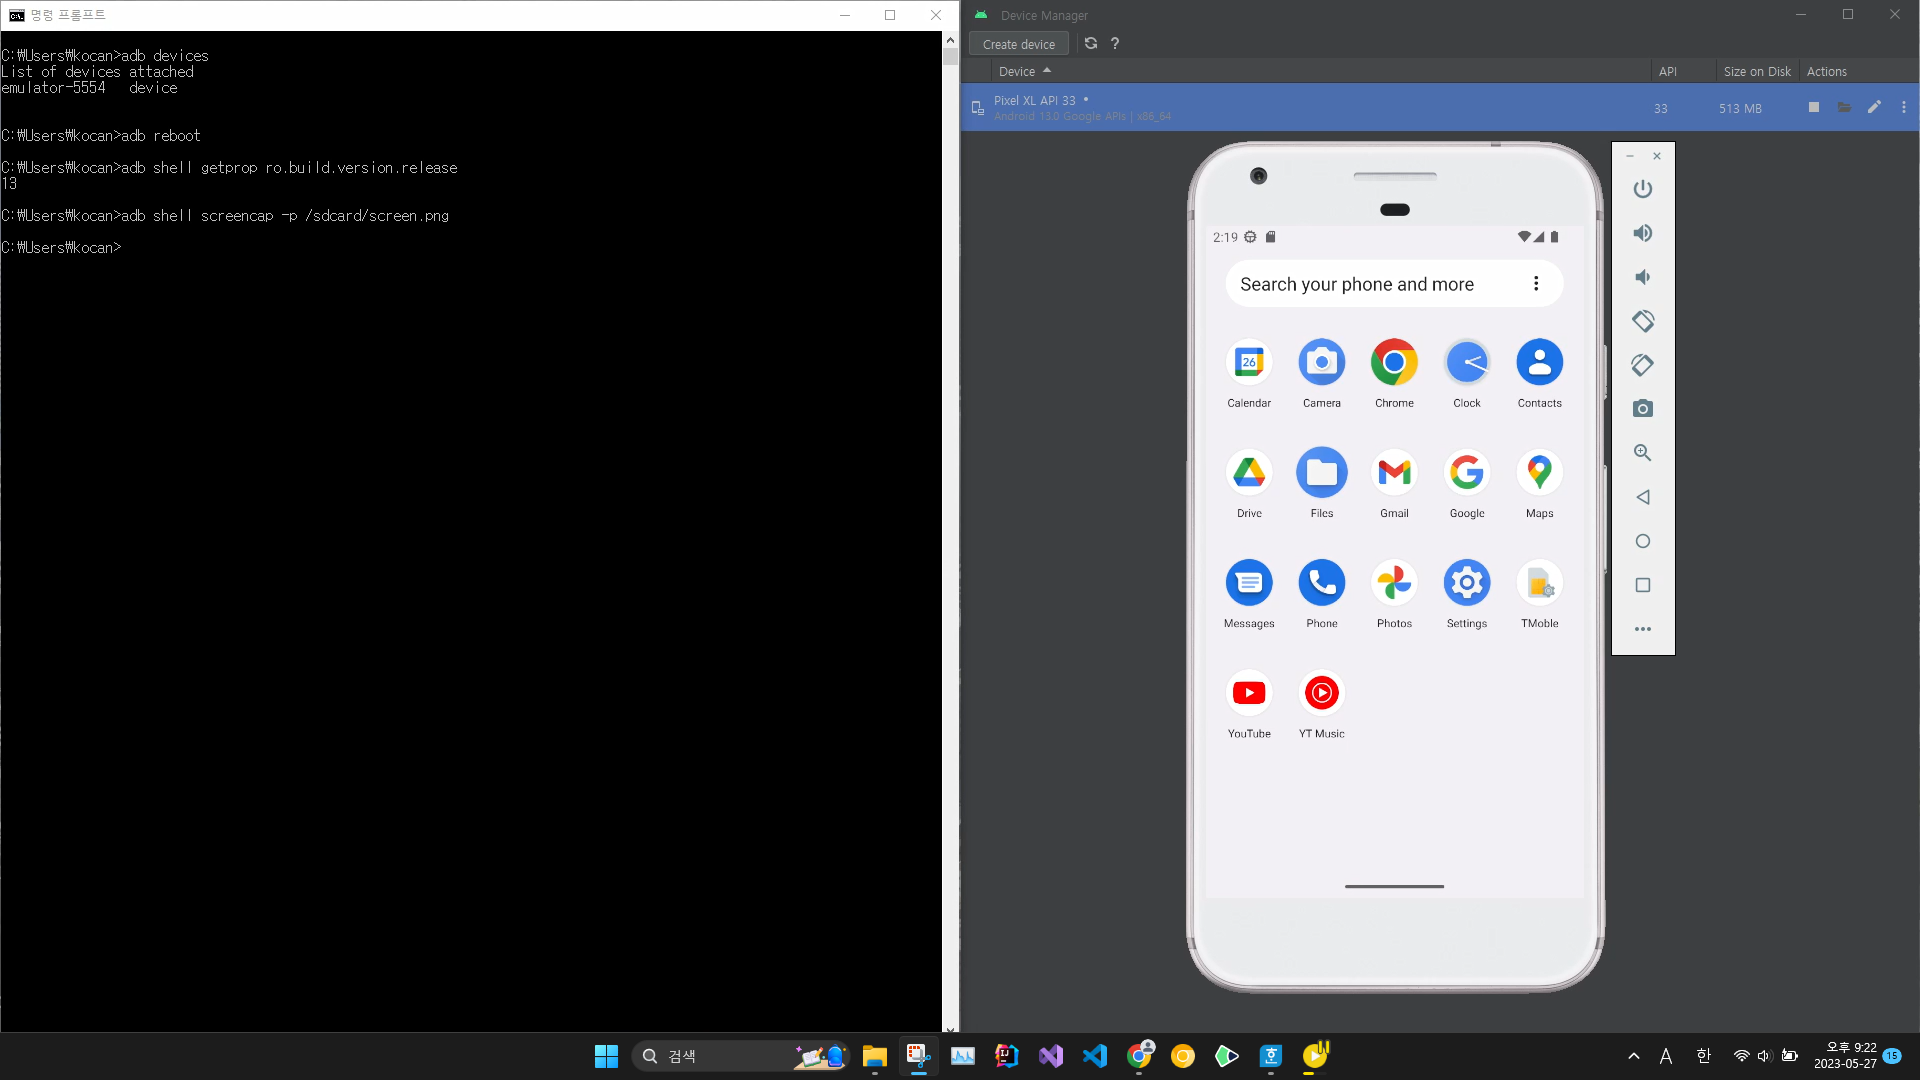 명령 프롬프트
C:₩Users₩kocan>adb devices
List of devices attached
emulator-5554 device
C:₩Users₩kocan>adb reboot
C:₩Users₩kocan>adb shell getprop ro.build.version.release
13
C:₩Users₩kocan>adb shell screencap -p /sdcard/screen.png
C:₩Users₩kocan>
Device Manager
Create device
?
Device API Size on Disk Actions
Pixel XL API 33
Android 13.0 Google APIs | x86_64
33 513 MB
2:19
Search your phone and more
26
Calendar Camera Chrome Clock Contacts
Drive Files Gmail Google Maps
Messages Phone Photos Settings TMoble
YouTube YT Music
검색
A 한
오후 9:22
2023-05-27
15